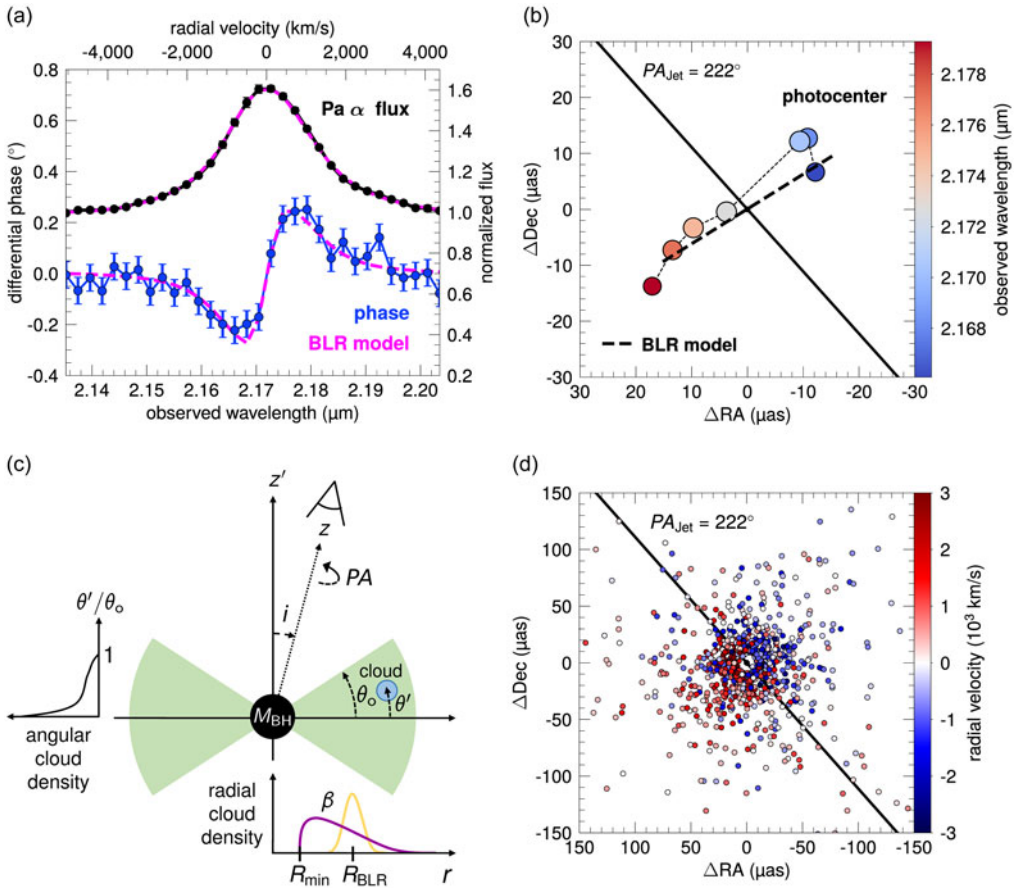 (a)
radial velocity (km/s)
-4,000 -2,000 0 2,000 4,000
0.8
0.6
0.4
0.2
0.0
-0.2
-0.4
differential phase (°)
Pa α flux
phase
BLR model
1.6
1.4
1.2
1.0
0.8
0.6
0.4
0.2
normalized flux
2.14 2.15 2.16 2.17 2.18 2.19 2.20
observed wavelength (μm)
(b)
30
20
10
0
-10
-20
-30
ΔDec (μas)
PA_Jet = 222°
photocenter
BLR model
30 20 10 0 -10 -20 -30
ΔRA (μas)
2.178
2.176
2.174
2.172
2.170
2.168
observed wavelength (μm)
(c)
z'
z
PA
i
θ'/θ_o
1
cloud
θ_o
θ'
M_BH
angular
cloud
density
radial
cloud
density
β
R_min R_BLR r
(d)
150
100
50
0
-50
-100
-150
ΔDec (μas)
PA_Jet = 222°
150 100 50 0 -50 -100 -150
ΔRA (μas)
3
2
1
0
-1
-2
-3
radial velocity (10³ km/s)